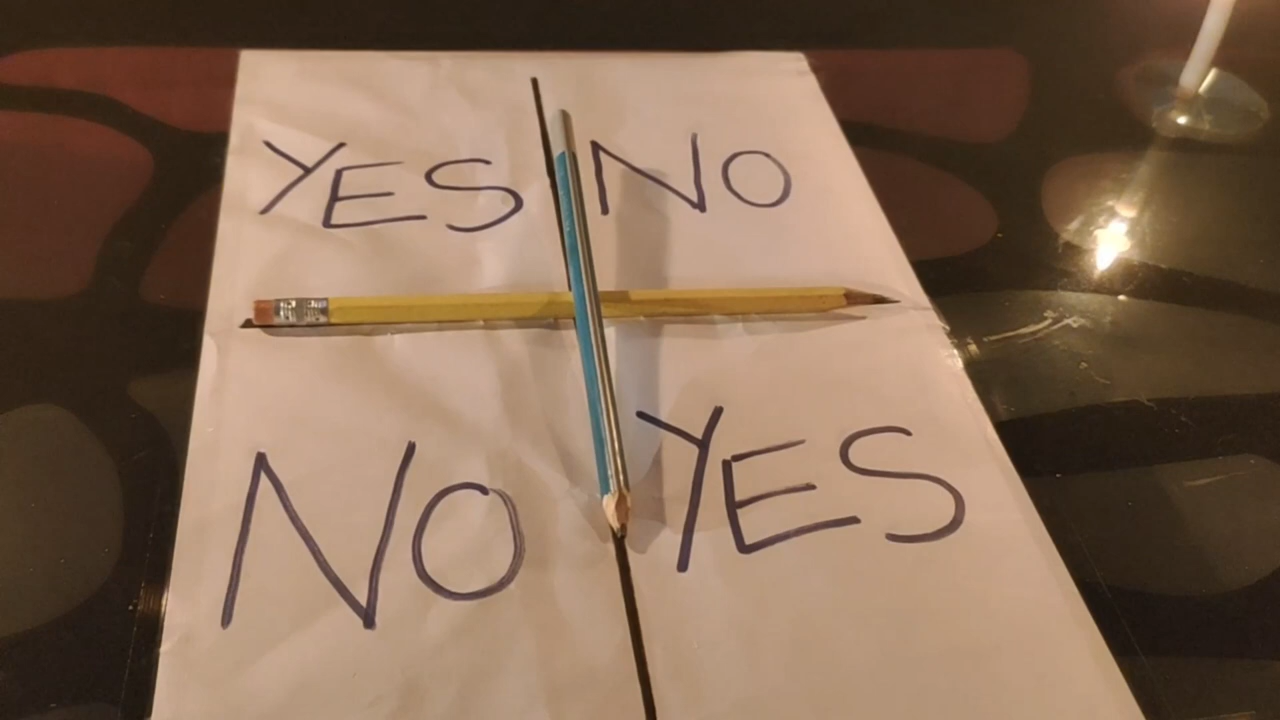 YES NO
NO YES